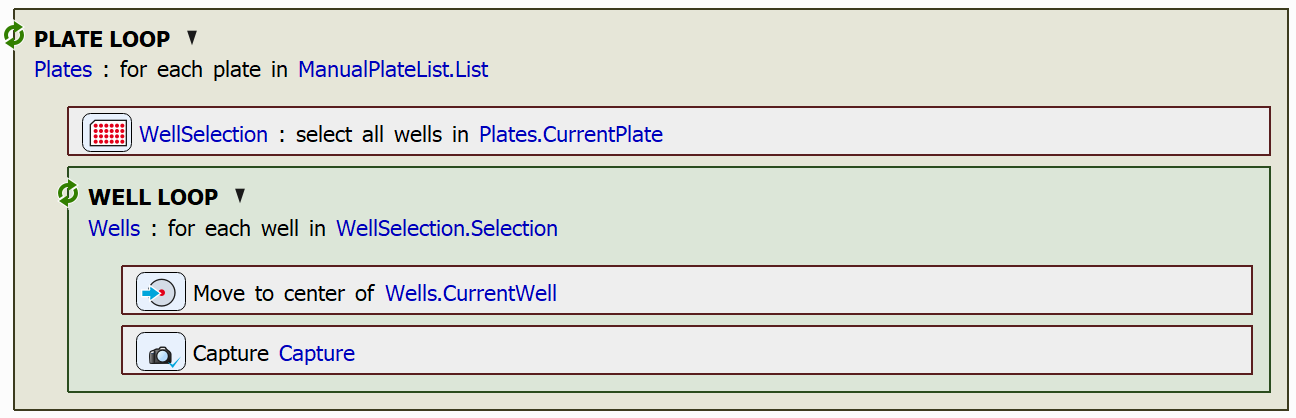 PLATE LOOP ▼
Plates : for each plate in ManualPlateList.List
WellSelection : select all wells in Plates.CurrentPlate
WELL LOOP ▼
Wells : for each well in WellSelection.Selection
Move to center of Wells.CurrentWell
Capture Capture